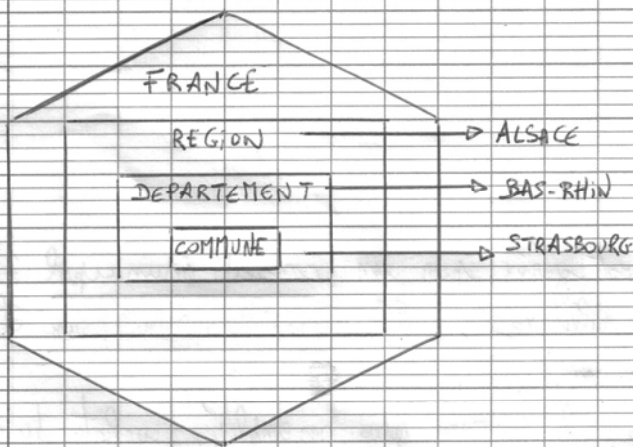 FRANCE
REGION ALSACE
DEPARTEMENT BAS-RHIN
COMMUNE STRASBOURG